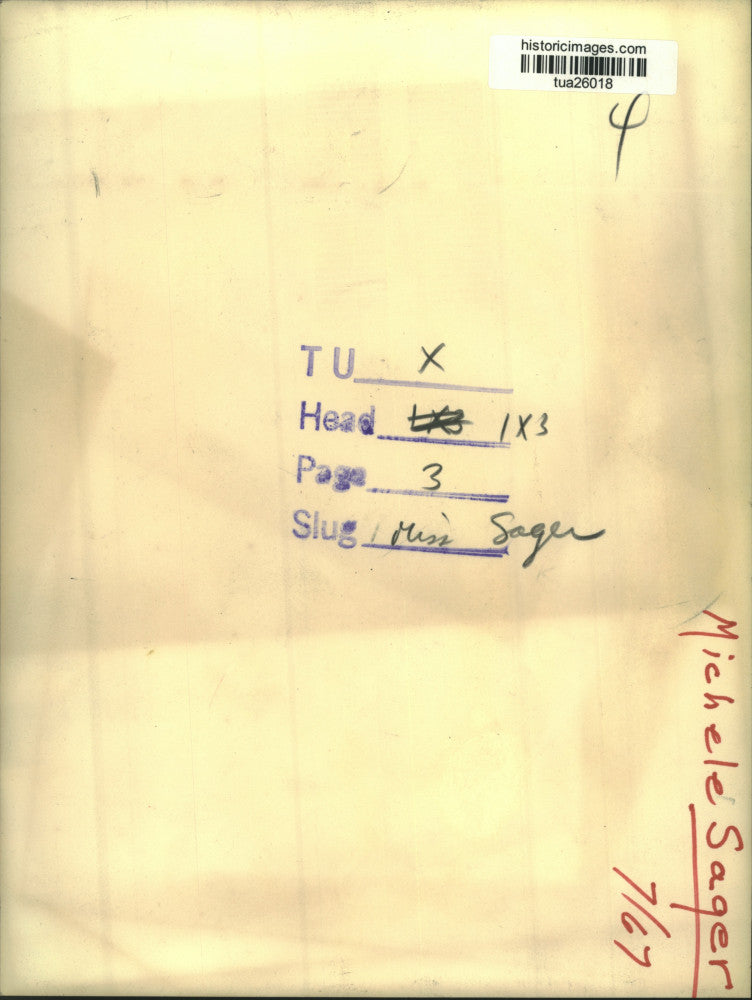 historicimages.com
tua26018
4
TU X
Head 1X3 1X3
Page 3
Slug Miss Sager
Michele Sager
7/67